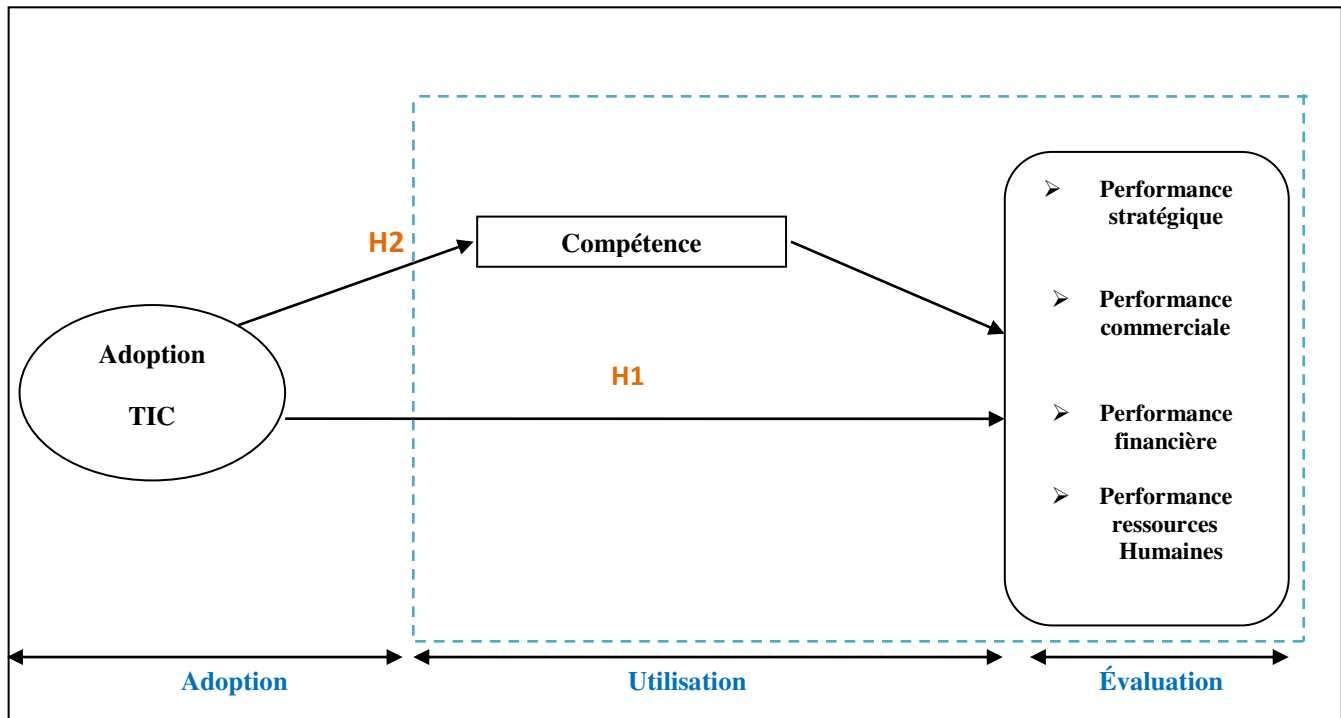 H2
Compétence
Adoption
TIC
H1
➢ Performance
stratégique
➢ Performance
commerciale
➢ Performance
financière
➢ Performance
ressources
Humaines
Adoption
Utilisation
Évaluation